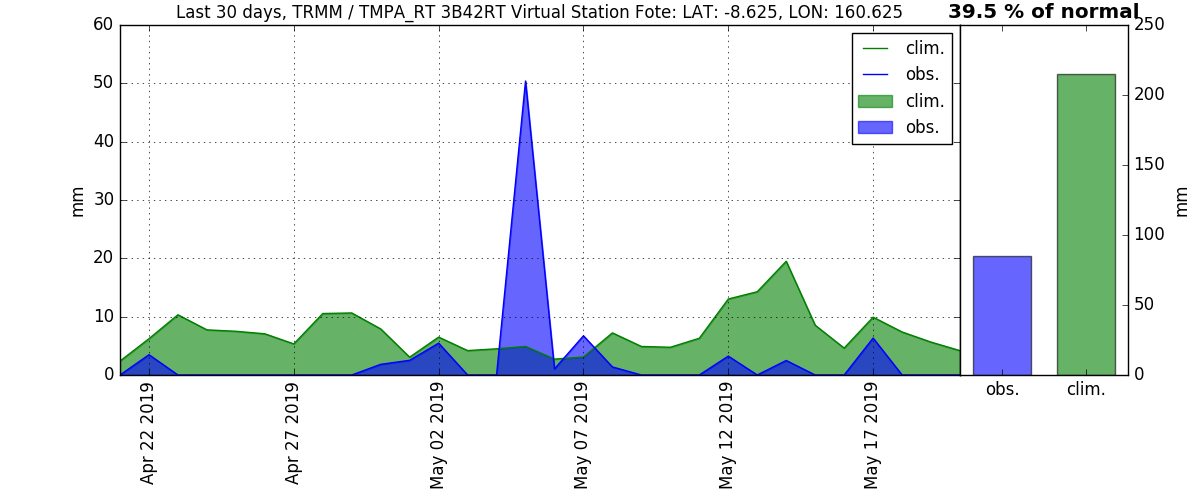 Last 30 days, TRMM / TMPA_RT 3B42RT Virtual Station Fote: LAT: -8.625, LON: 160.625
39.5 % of normal
60
50
40
30
20
10
0
mm
clim.
obs.
clim.
obs.
Apr 22 2019
Apr 27 2019
May 02 2019
May 07 2019
May 12 2019
May 17 2019
250
200
150
100
50
0
mm
obs.
clim.